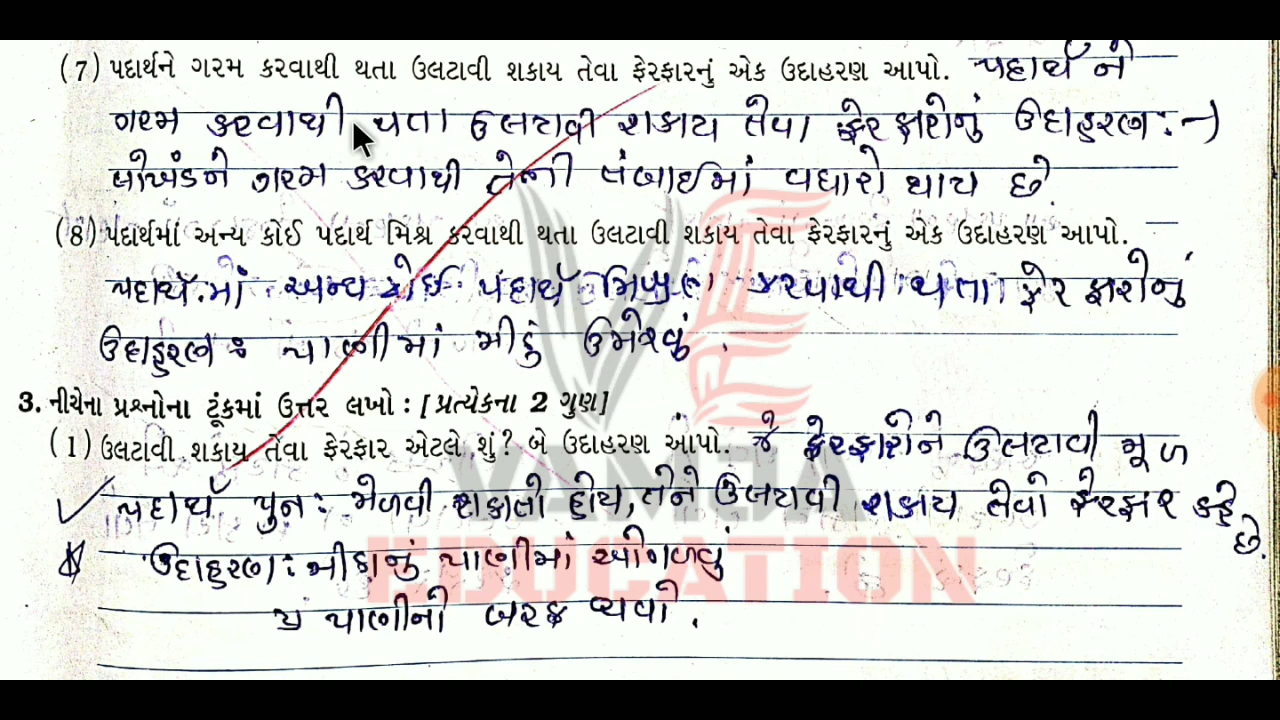 (7) પદાર્થને ગરમ કરવાથી થતા ઉલટાવી શકાય તેવા ફેરફારનું એક ઉદાહરણ આપો. પદાર્થ ને
ગરમ કરવાથી થતા ઉલટાવી શકાય તેવા ફેરફારોનું ઉદાહરણ :→
લોખંડને ગરમ કરવાથી તેની લંબાઈમાં વધારો થાય છે.
(8) પદાર્થમાં અન્ય કોઈ પદાર્થ મિશ્ર કરવાથી થતા ઉલટાવી શકાય તેવા ફેરફારનું એક ઉદાહરણ આપો.
પદાર્થ.માં અન્ય કોઈ પદાર્થ કરવાથી થતા ફેરફારોનું
ઉદાહરણ : પાણીમાં મીઠું ઉમેરવું .
3. નીચેના પ્રશ્નોના ટૂંકમાં ઉત્તર લખો : [પ્રત્યેકના 2 ગુણ]
(1) ઉલટાવી શકાય તેવા ફેરફાર એટલે શું? બે ઉદાહરણ આપો. જે ફેરફારોને ઉલટાવી મૂળ
પદાર્થ પુન: મેળવી શકાતો હોય, તેને ઉલટાવી શકાય તેવો ફેરફાર કહે
છે.
ઉદાહરણ : મીઠાનું પાણીમાં ઓગળવું
પાણીનો બરફ થવો .
VAMJA
EDUCATION